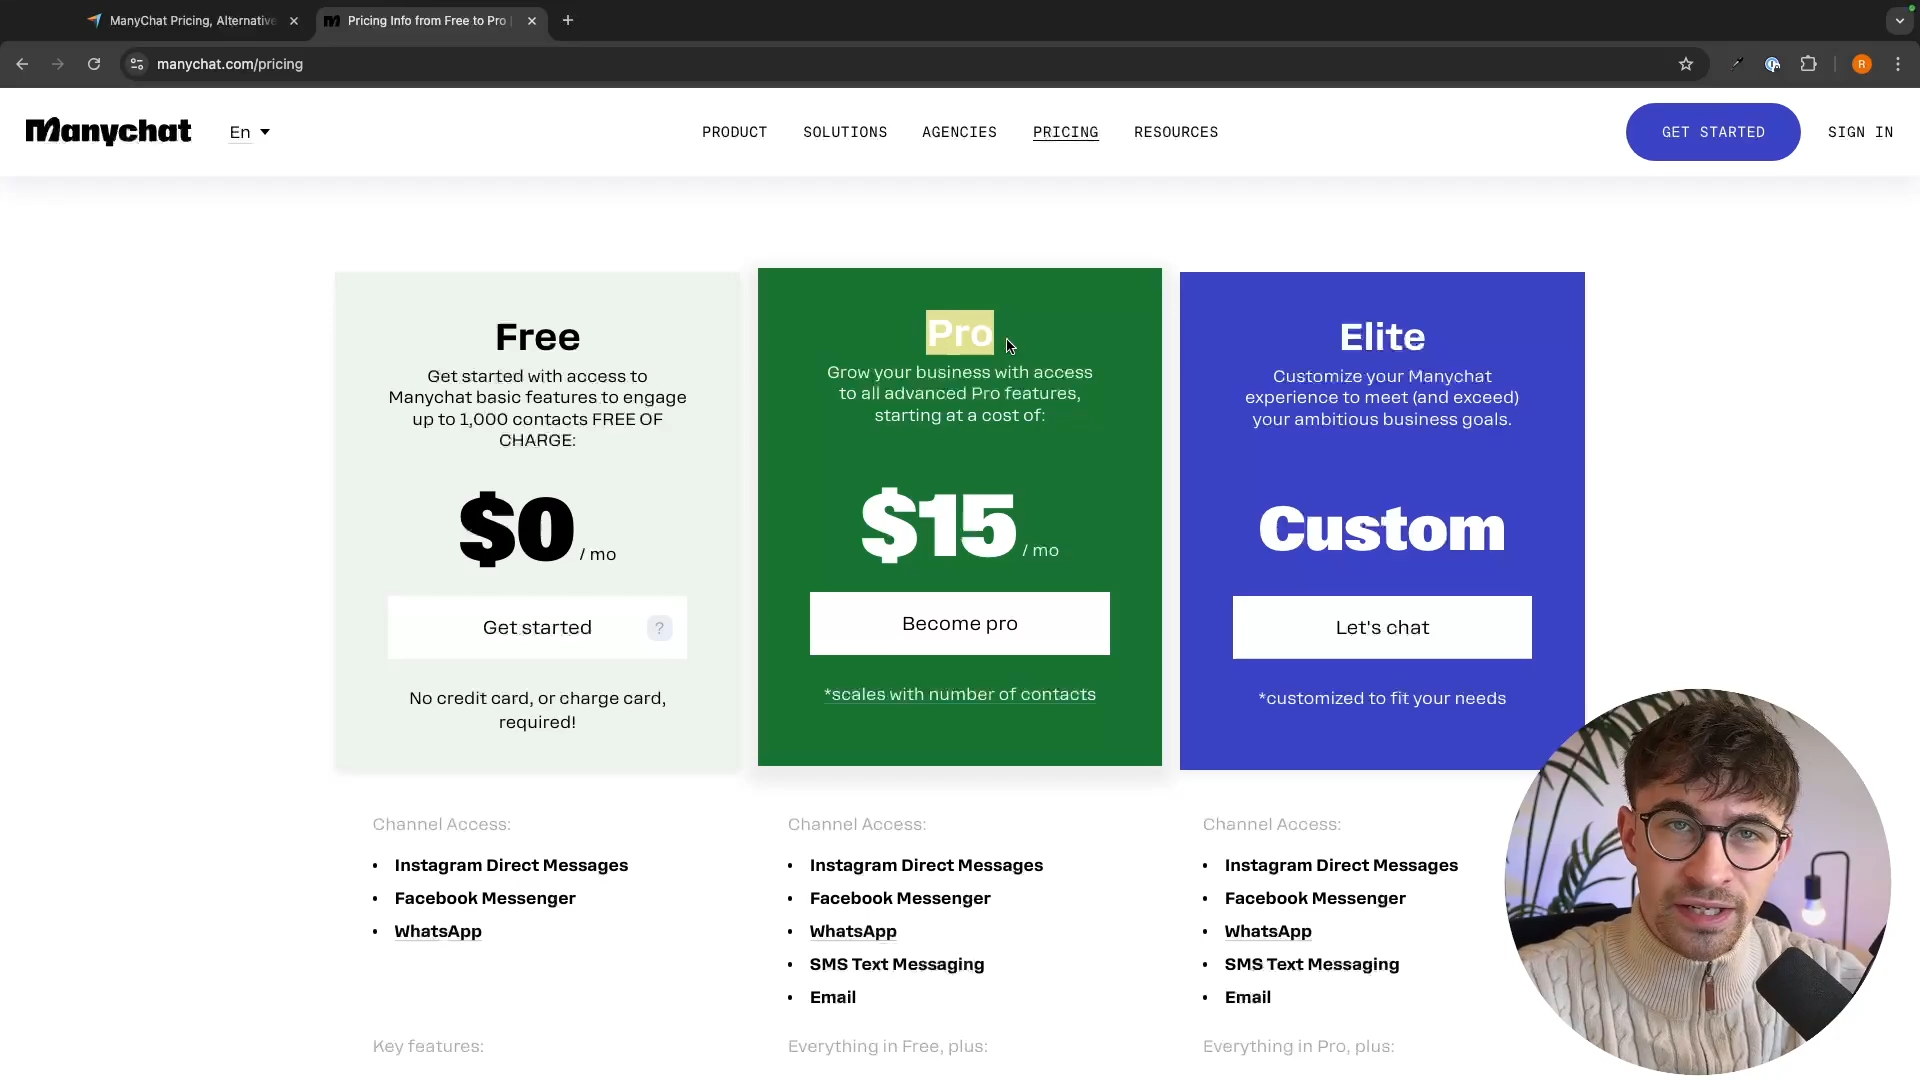 ManyChat Pricing, Alternative
Pricing Info from Free to Pro |
manychat.com/pricing
R
Manychat
En
PRODUCT
SOLUTIONS
AGENCIES
PRICING
RESOURCES
GET STARTED
SIGN IN
Free
Get started with access to
Manychat basic features to engage
up to 1,000 contacts FREE OF
CHARGE:
$0 / mo
Get started
?
No credit card, or charge card,
required!
Pro
Grow your business with access
to all advanced Pro features,
starting at a cost of:
$15 / mo
Become pro
*scales with number of contacts
Elite
Customize your Manychat
experience to meet (and exceed)
your ambitious business goals.
Custom
Let's chat
*customized to fit your needs
Channel Access:
• Instagram Direct Messages
• Facebook Messenger
• WhatsApp
Key features:
Channel Access:
• Instagram Direct Messages
• Facebook Messenger
• WhatsApp
• SMS Text Messaging
• Email
Everything in Free, plus:
Channel Access:
• Instagram Direct Messages
• Facebook Messenger
• WhatsApp
• SMS Text Messaging
• Email
Everything in Pro, plus: